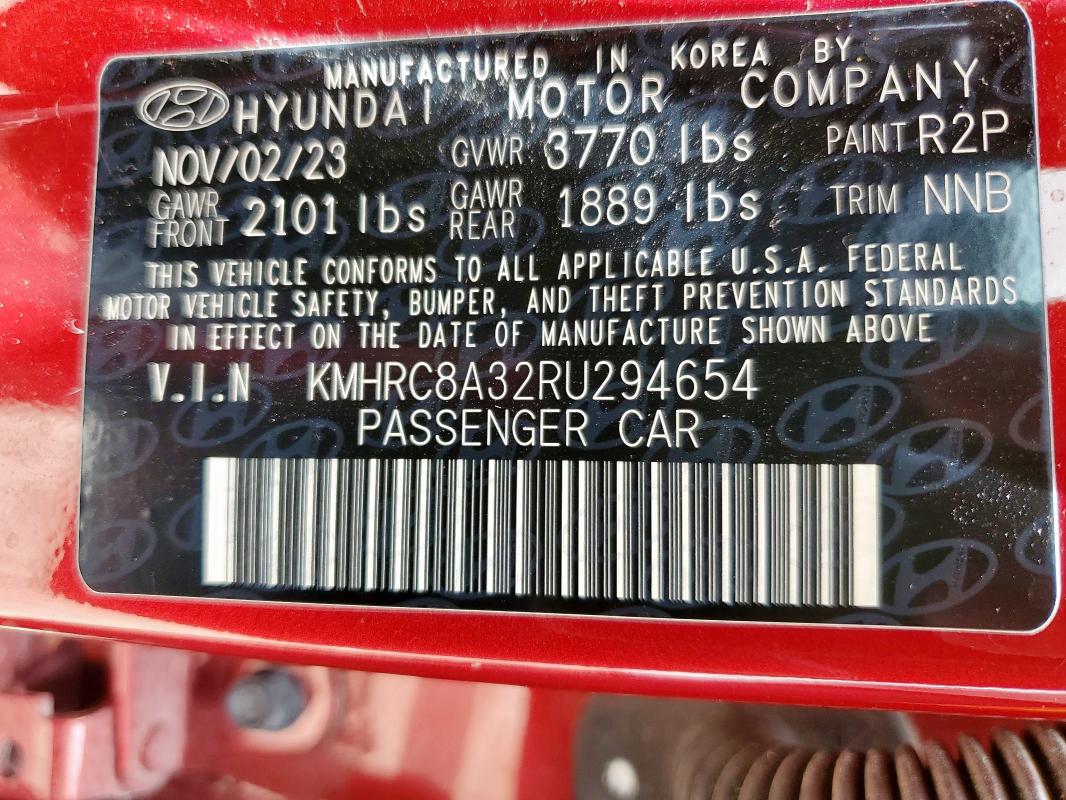 MANUFACTURED IN KOREA BY
HYUNDAI MOTOR COMPANY
NOV/02/23 GVWR 3770 lbs PAINT R2P
GAWR FRONT 2101 lbs GAWR REAR 1889 lbs TRIM NNB
THIS VEHICLE CONFORMS TO ALL APPLICABLE U.S.A. FEDERAL
MOTOR VEHICLE SAFETY, BUMPER, AND THEFT PREVENTION STANDARDS
IN EFFECT ON THE DATE OF MANUFACTURE SHOWN ABOVE
V.I.N KMHRC8A32RU294654
PASSENGER CAR